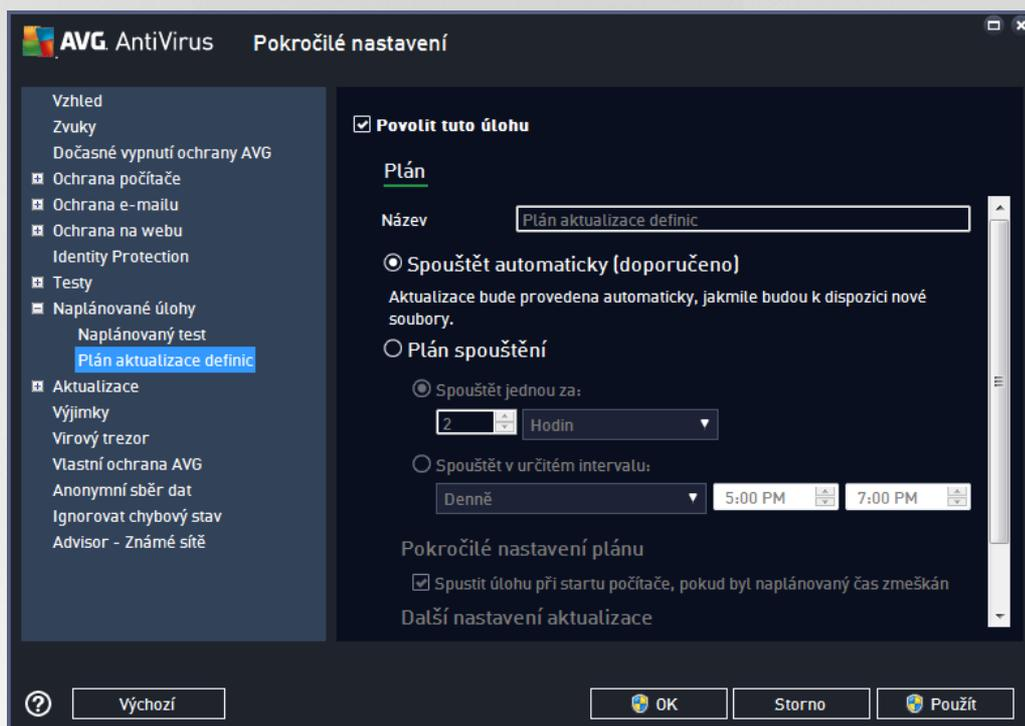 AVG. AntiVirus Pokročilé nastavení
Vzhled
Zvuky
Dočasné vypnutí ochrany AVG
Ochrana počítače
Ochrana e-mailu
Ochrana na webu
Identity Protection
Testy
Naplánované úlohy
Naplánovaný test
Plán aktualizace definic
Aktualizace
Výjimky
Virový trezor
Vlastní ochrana AVG
Anonymní sběr dat
Ignorovat chybový stav
Advisor - Známé sítě
Povolit tuto úlohu
Plán
Název Plán aktualizace definic
Spouštět automaticky (doporučeno)
Aktualizace bude provedena automaticky, jakmile budou k dispozici nové
soubory.
Plán spouštění
Spouštět jednou za:
2 Hodin
Spouštět v určitém intervalu:
Denně 5:00 PM 7:00 PM
Pokročilé nastavení plánu
Spustit úlohu při startu počítače, pokud byl naplánovaný čas zmeškán
Další nastavení aktualizace
? Výchozí OK Storno Použít